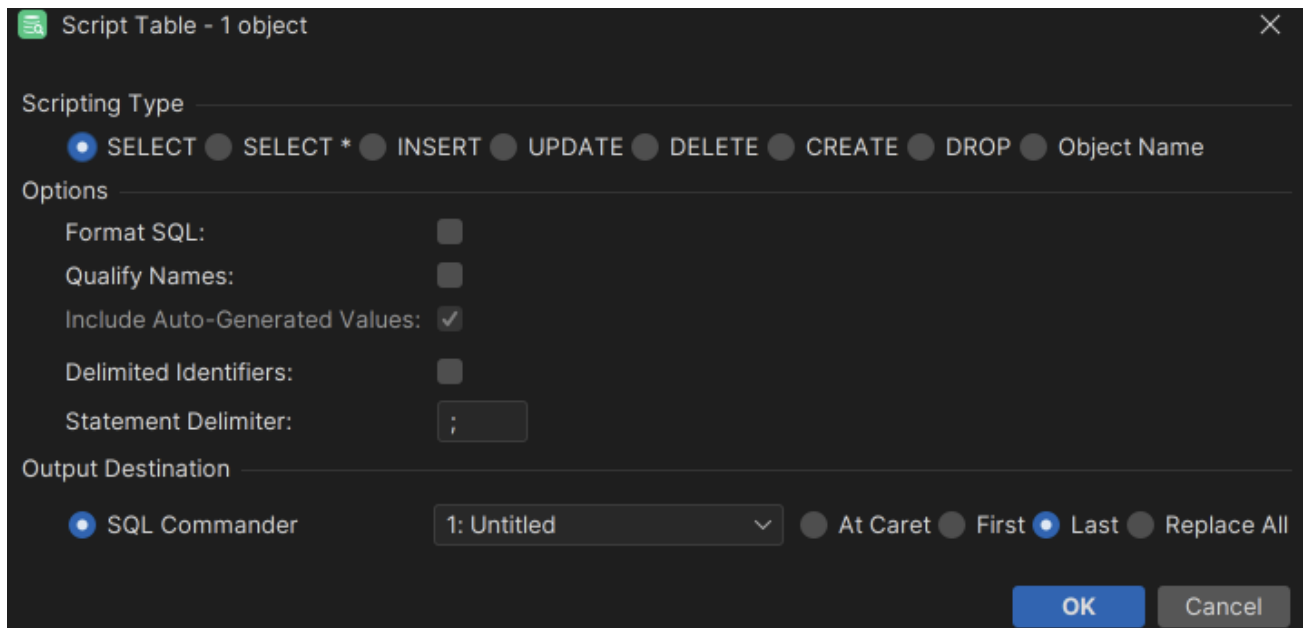 Script Table - 1 object
Scripting Type
SELECT SELECT * INSERT UPDATE DELETE CREATE DROP Object Name
Options
Format SQL:
Qualify Names:
Include Auto-Generated Values:
Delimited Identifiers:
Statement Delimiter: ;
Output Destination
SQL Commander 1: Untitled At Caret First Last Replace All
OK Cancel